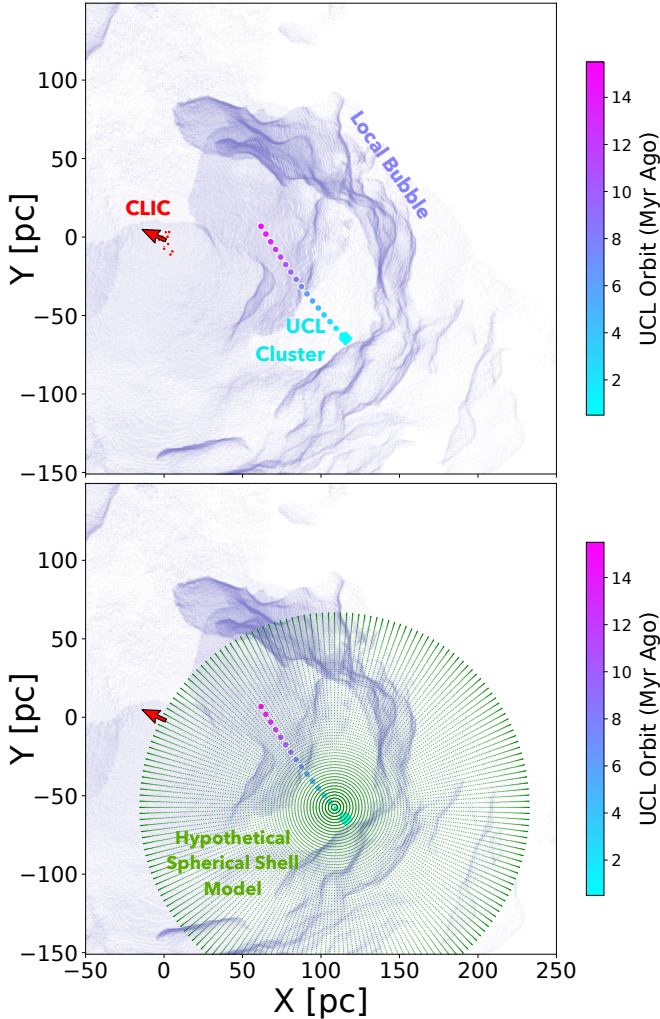 100
50
0
−50
−100
−150
Y [pc]
CLIC
Local Bubble
UCL
Cluster
14
12
10
8
6
4
2
UCL Orbit (Myr Ago)
100
50
0
−50
−100
−150
Y [pc]
Hypothetical
Spherical Shell
Model
14
12
10
8
6
4
2
UCL Orbit (Myr Ago)
−50
0
50
100
150
200
250
X [pc]